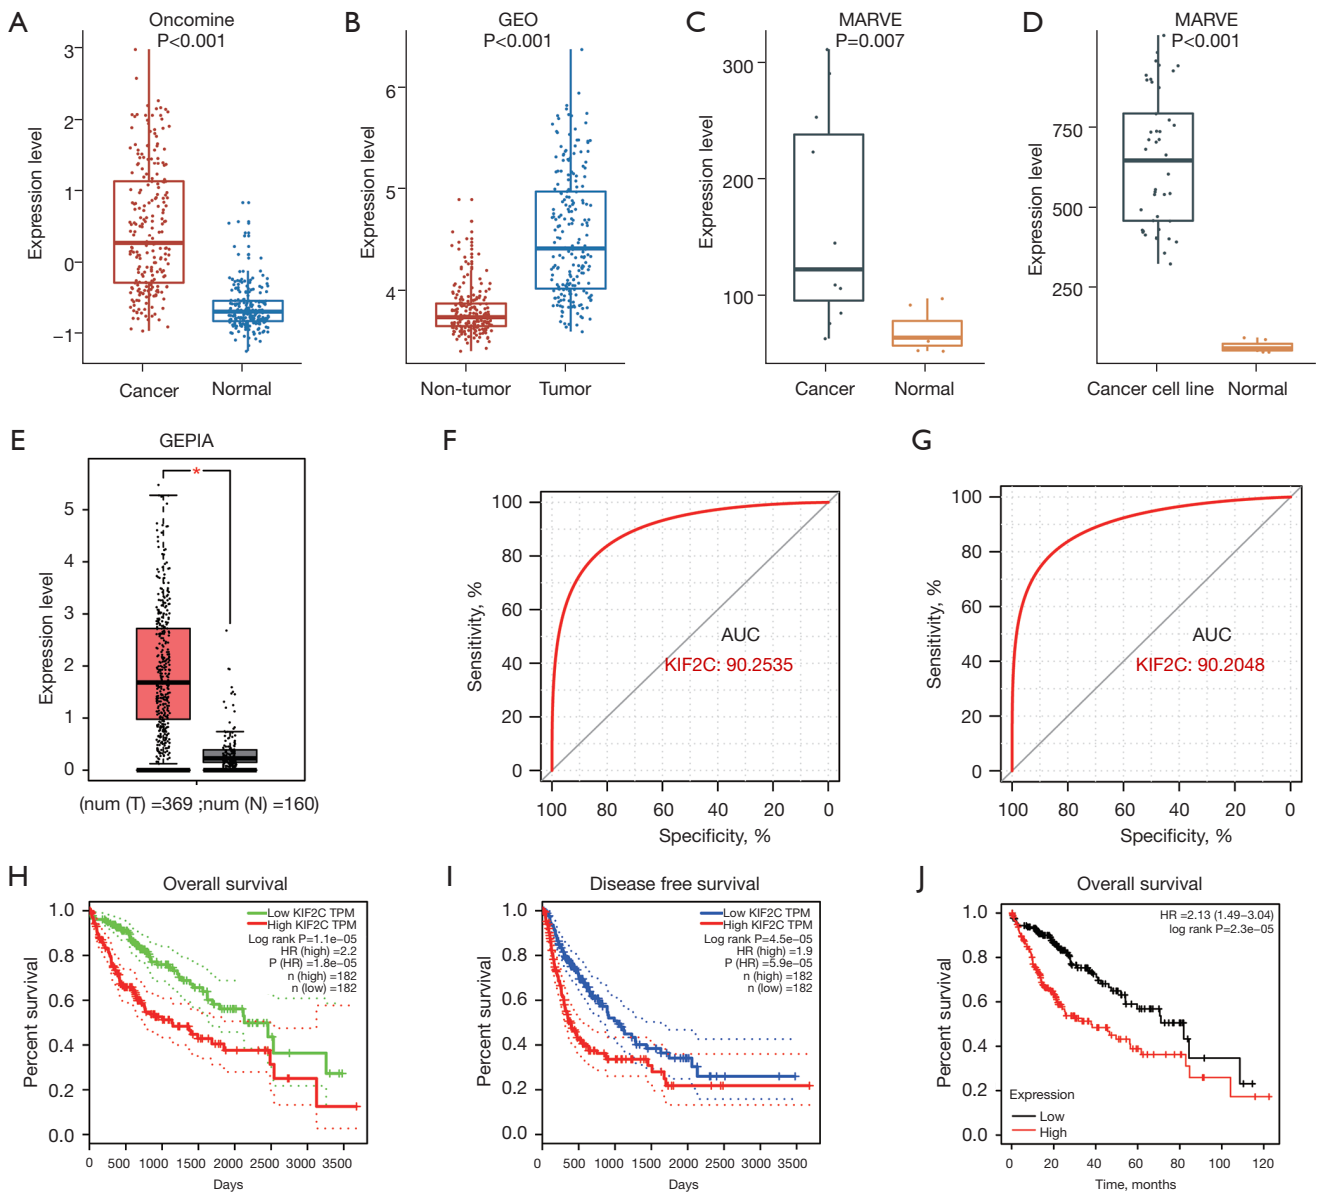 A
Oncomine
P<0.001
Expression level
3
2
1
0
−1
Cancer Normal
B
GEO
P<0.001
Expression level
6
5
4
Non-tumor Tumor
C
MARVE
P=0.007
Expression level
300
200
100
Cancer Normal
D
MARVE
P<0.001
Expression level
750
500
250
Cancer cell line Normal
E
GEPIA
*
Expression level
5
4
3
2
1
0
(num (T) =369 ;num (N) =160)
F
Sensitivity, %
100
80
60
40
20
0
AUC
KIF2C: 90.2535
100 80 60 40 20 0
Specificity, %
G
Sensitivity, %
100
80
60
40
20
0
AUC
KIF2C: 90.2048
100 80 60 40 20 0
Specificity, %
H
Overall survival
Percent survival
1.0
0.8
0.6
0.4
0.2
0.0
Low KIF2C TPM
High KIF2C TPM
Log rank P=1.1e−05
HR (high) =2.2
P (HR) =1.8e−05
n (high) =182
n (low) =182
0 500 1000 1500 2000 2500 3000 3500
Days
I
Disease free survival
Percent survival
1.0
0.8
0.6
0.4
0.2
0.0
Low KIF2C TPM
High KIF2C TPM
Log rank P=4.5e−05
HR (high) =1.9
P (HR) =5.9e−05
n (high) =182
n (low) =182
0 500 1000 1500 2000 2500 3000 3500
Days
J
Overall survival
Percent survival
1.0
0.8
0.6
0.4
0.2
0.0
HR =2.13 (1.49−3.04)
log rank P=2.3e−05
Expression
Low
High
0 20 40 60 80 100 120
Time, months